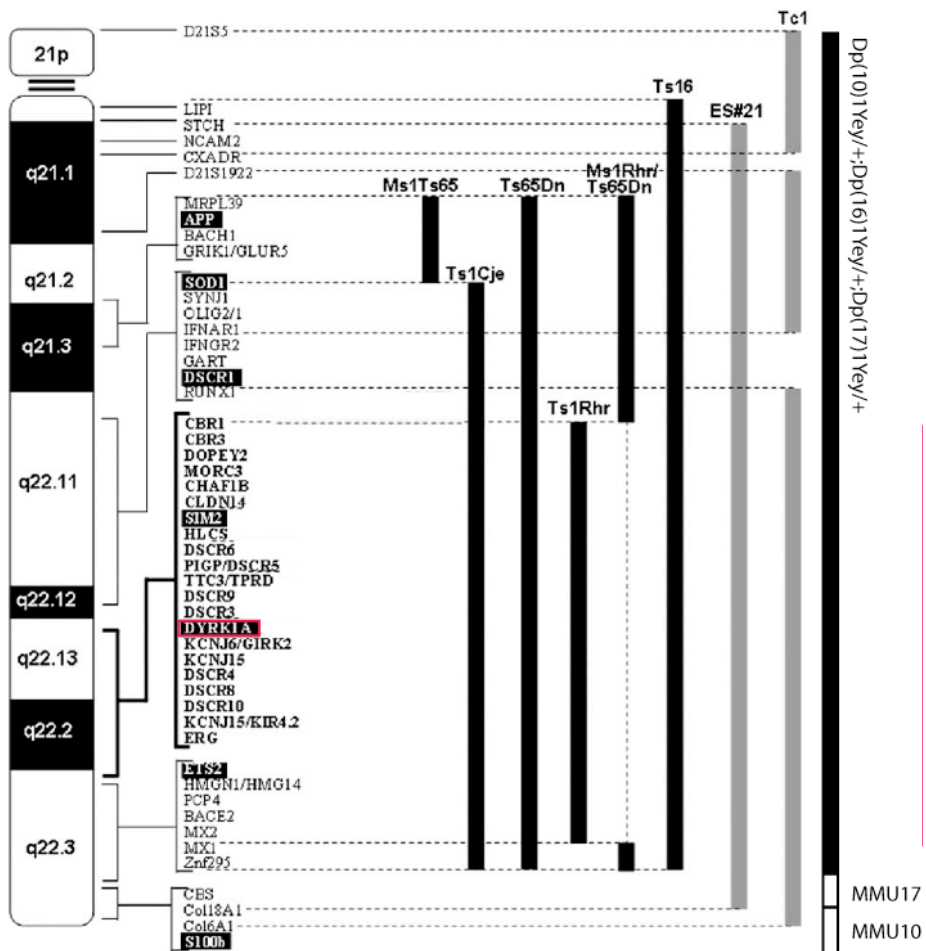 Tc1
D21S5
21p
Ts16
LIPI
ES#21
STCH
NCAM2
CXADR
q21.1
D21S1922
Ms1Ts65
Ts65Dn
Ms1Rhr/
Ts65Dn
MRPL39
APP
BACH1
GRIK1/GLUR5
q21.2
Ts1Cje
SOD1
SYNJ1
OLIG2/1
IFNAR1
IFNGR2
q21.3
GART
DSCR1
RUNX1
Dp(10)1Yey/+;Dp(16)1Yey/+;Dp(17)1Yey/+
Ts1Rhr
CBR1
CBR3
DOPEY2
MORC3
q22.11
CHAF1B
CLDN14
SIM2
HLCS
DSCR6
PIGP/DSCR5
TTC3/TPRD
q22.12
DSCR9
DSCR3
DYRK1A
KCNJ6/GIRK2
q22.13
KCNJ15
DSCR4
DSCR8
DSCR10
KCNJ15/KIR4.2
q22.2
ERG
ETS2
HMGN1/HMG14
PCP4
BACE2
MX2
q22.3
MX1
Znf295
CBS
MMU17
Col18A1
Col6A1
MMU10
S100b